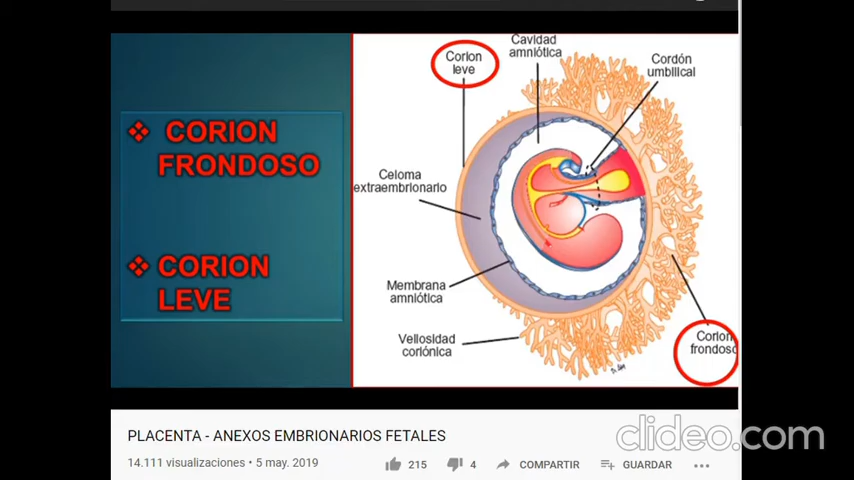 ❖ CORION
FRONDOSO
❖ CORION
LEVE
Corion
leve
Cavidad
amniótica
Cordón
umbilical
Celoma
extraembrionario
Membrana
amniótica
Vellosidad
coriónica
Corion
frondoso
PLACENTA - ANEXOS EMBRIONARIOS FETALES
14.111 visualizaciones • 5 may. 2019
215
4
COMPARTIR
GUARDAR
clideo.com